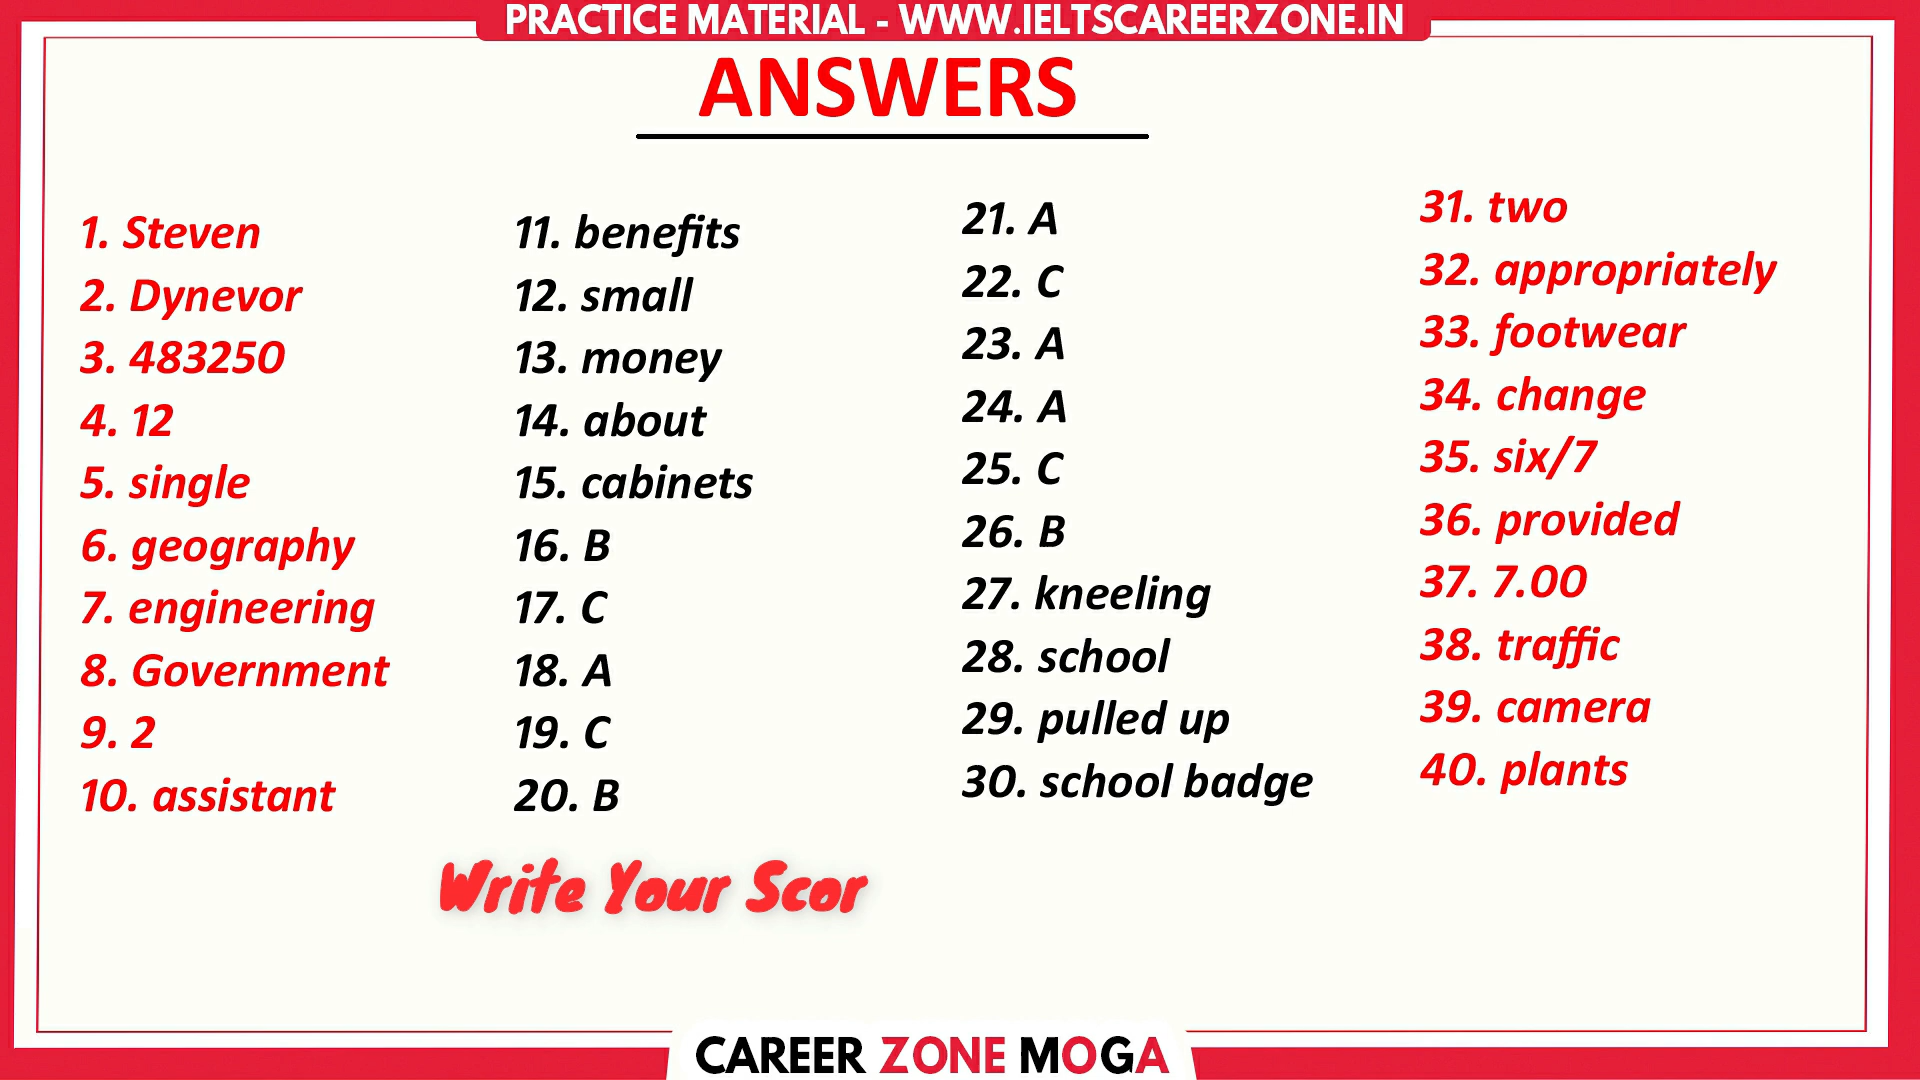 PRACTICE MATERIAL - WWW.IELTSCAREERZONE.IN
ANSWERS
1. Steven
2. Dynevor
3. 483250
4. 12
5. single
6. geography
7. engineering
8. Government
9. 2
10. assistant
11. benefits
12. small
13. money
14. about
15. cabinets
16. B
17. C
18. A
19. C
20. B
21. A
22. C
23. A
24. A
25. C
26. B
27. kneeling
28. school
29. pulled up
30. school badge
31. two
32. appropriately
33. footwear
34. change
35. six/7
36. provided
37. 7.00
38. traffic
39. camera
40. plants
Write Your Scor
CAREER ZONE MOGA